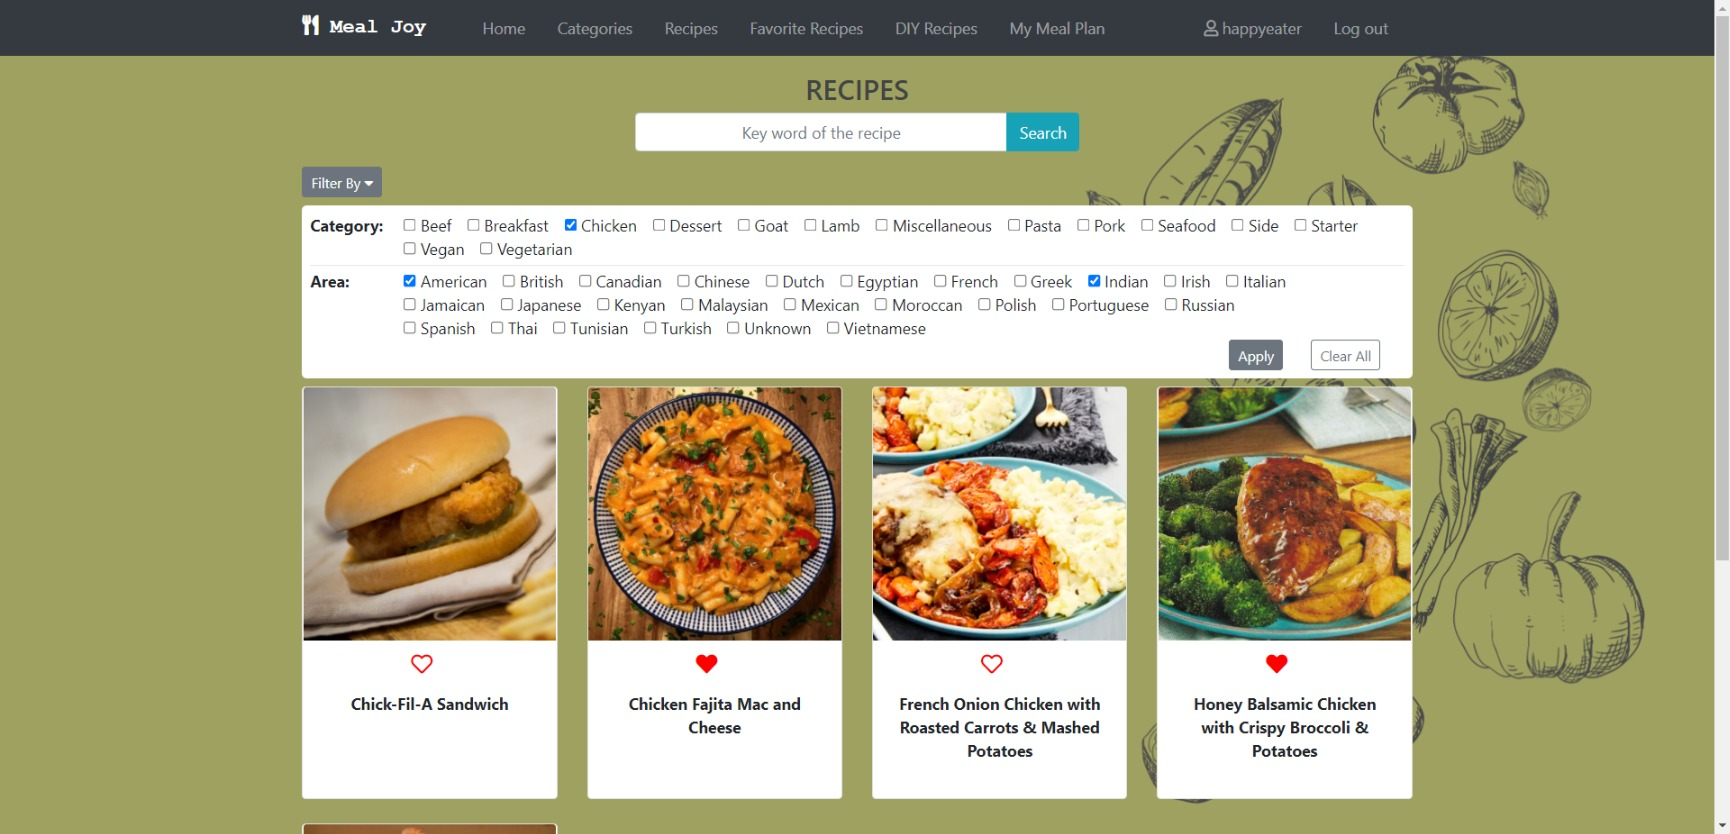 Meal Joy Home Categories Recipes Favorite Recipes DIY Recipes My Meal Plan happyeater Log out
RECIPES
Key word of the recipe Search
Filter By
Category: Beef Breakfast Chicken Dessert Goat Lamb Miscellaneous Pasta Pork Seafood Side Starter
Vegan Vegetarian
Area: American British Canadian Chinese Dutch Egyptian French Greek Indian Irish Italian
Jamaican Japanese Kenyan Malaysian Mexican Moroccan Polish Portuguese Russian
Spanish Thai Tunisian Turkish Unknown Vietnamese
Apply Clear All
Chick-Fil-A Sandwich
Chicken Fajita Mac and
Cheese
French Onion Chicken with
Roasted Carrots & Mashed
Potatoes
Honey Balsamic Chicken
with Crispy Broccoli &
Potatoes